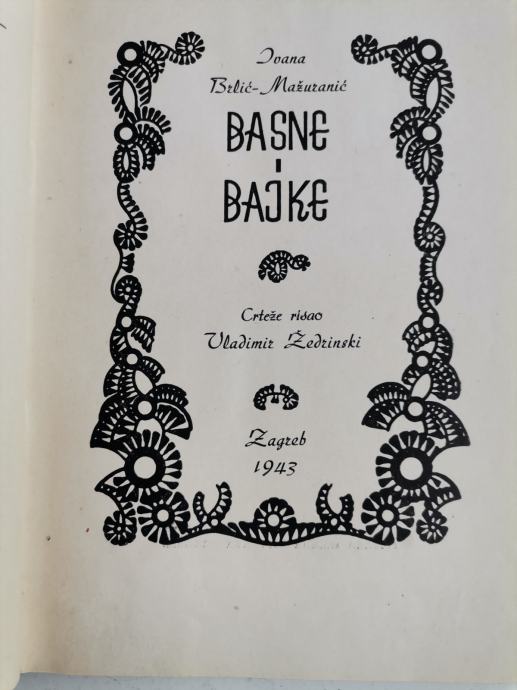 Ivana
Brlić-Mažuranić
BASNE
I
BAJKE
Crteže risao
Vladimir Žedrinski
Zagreb
1943